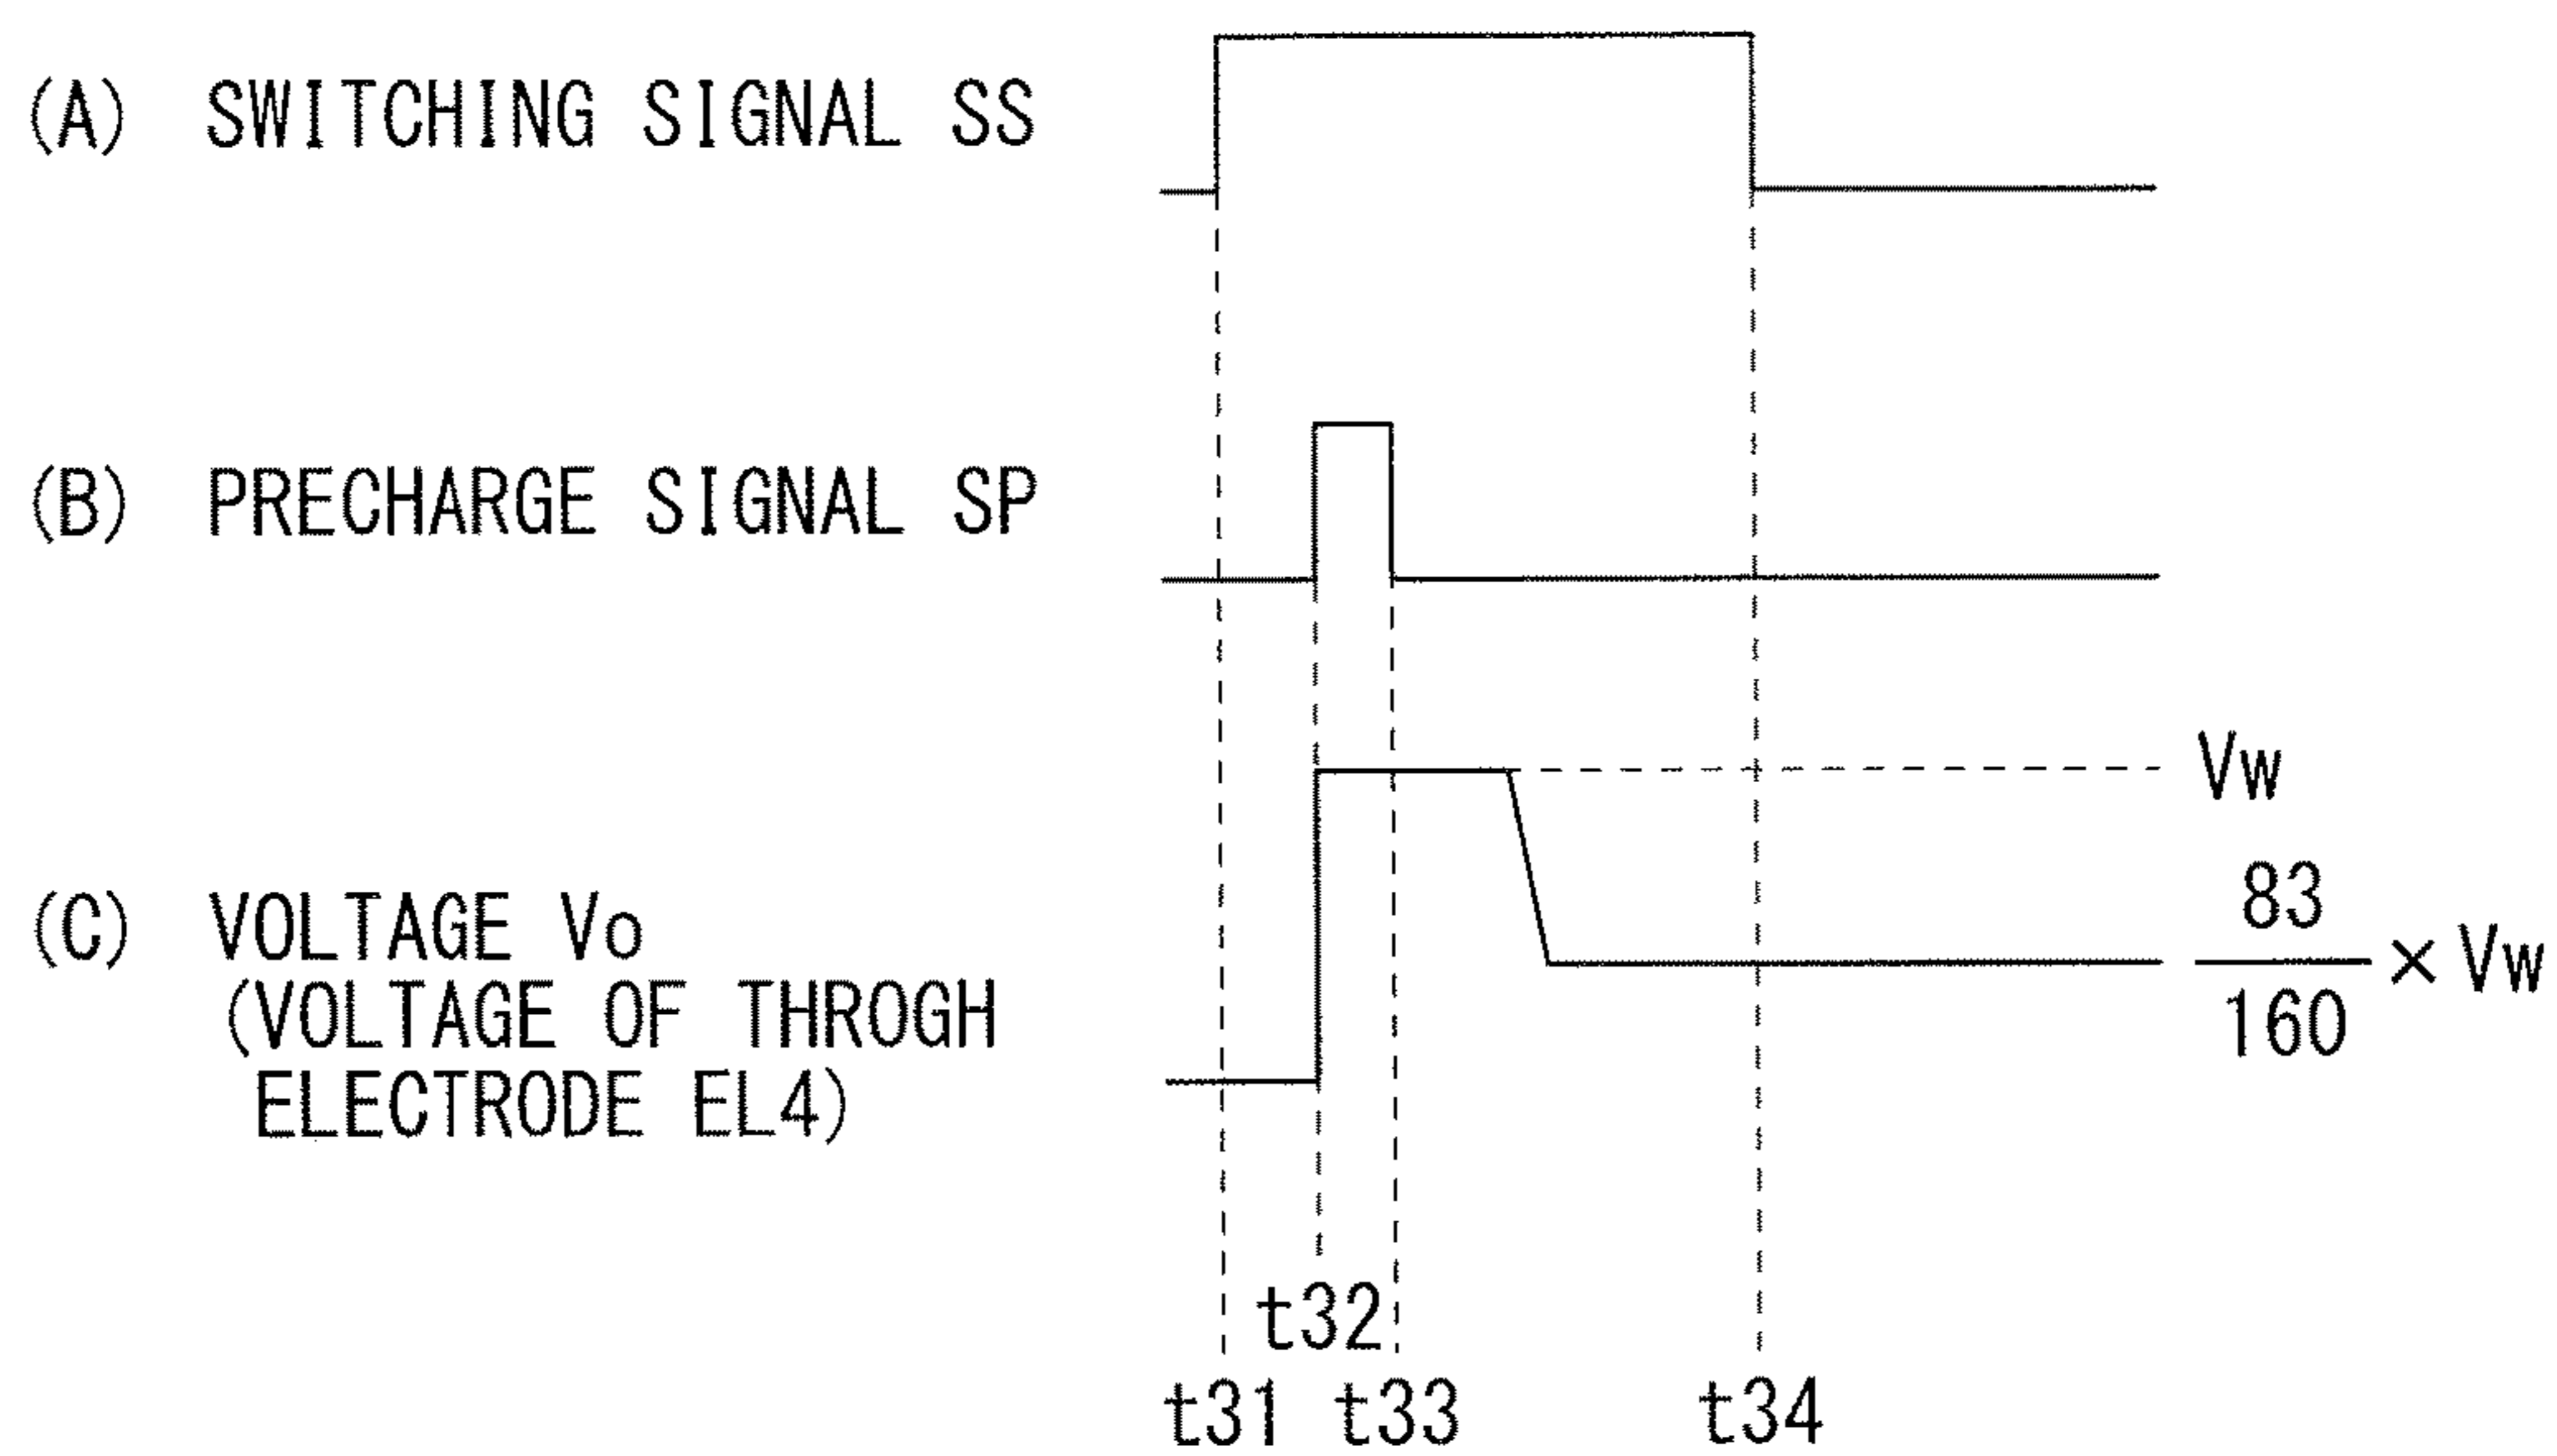 (A) SWITCHING SIGNAL SS
(B) PRECHARGE SIGNAL SP
Vw
(C) VOLTAGE Vo
(VOLTAGE OF THROGH
ELECTRODE EL4)
83
160
× Vw
t32
t31 t33 t34